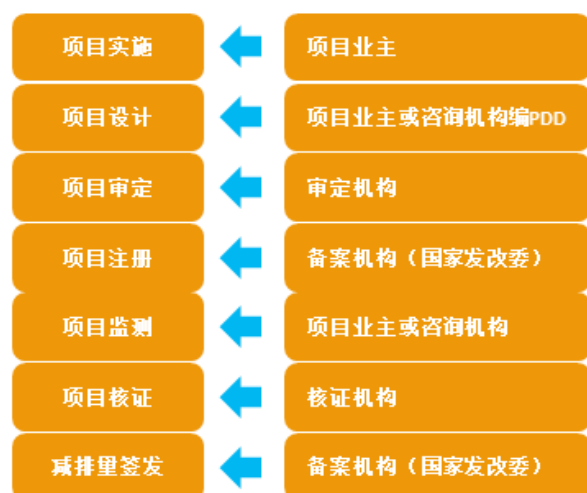 项目实施 项目业主
项目设计 项目业主或咨询机构编PDD
项目审定 审定机构
项目注册 备案机构（国家发改委）
项目监测 项目业主或咨询机构
项目核证 核证机构
减排量签发 备案机构（国家发改委）